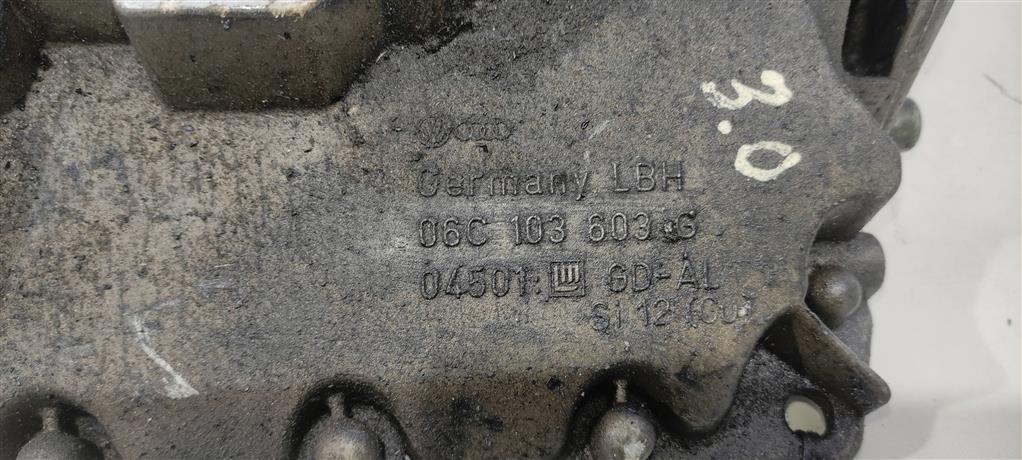 Germany LBH
06C 103 603 G
04501: GD-AL
Si 12 (Cu)
3.0